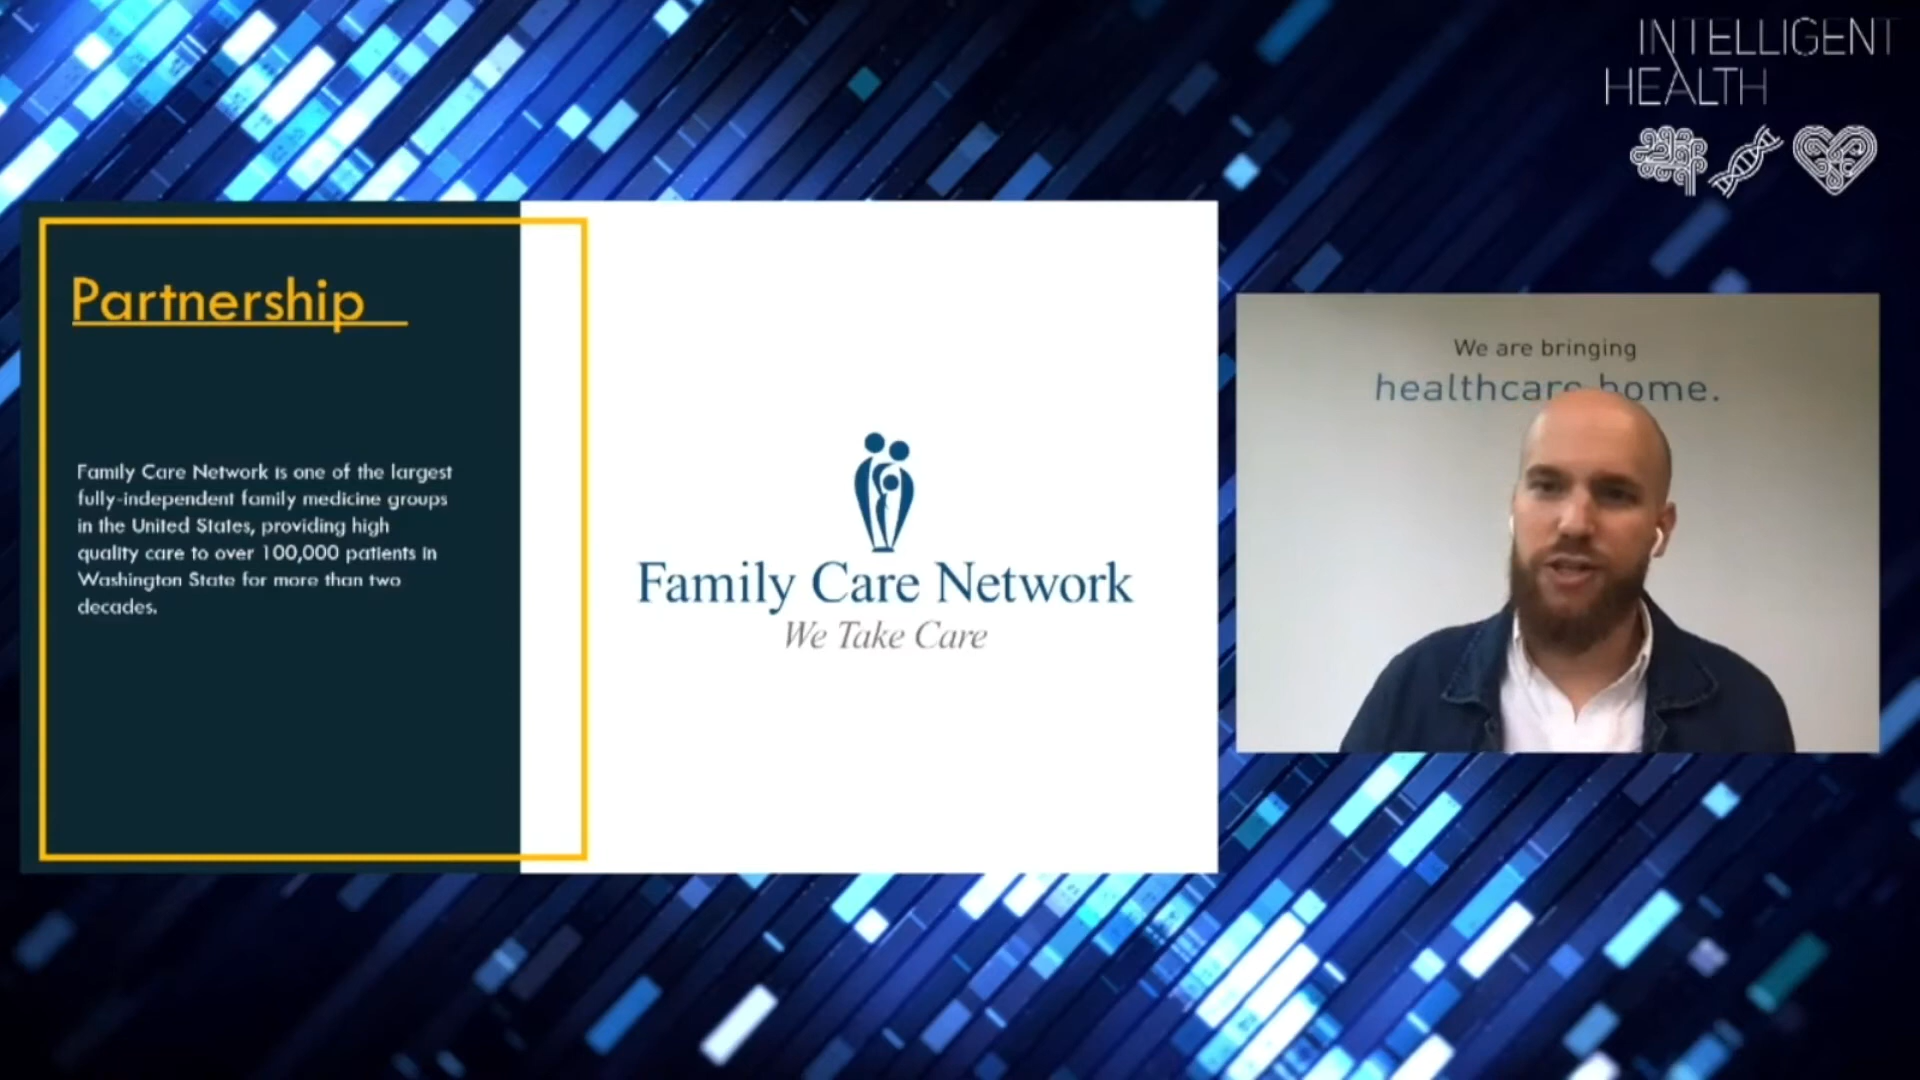 INTELLIGENT
HEALTH
Partnership
Family Care Network is one of the largest
fully-independent family medicine groups
in the United States, providing high
quality care to over 100,000 patients in
Washington State for more than two
decades.
Family Care Network
We Take Care
We are bringing
healthcare home.